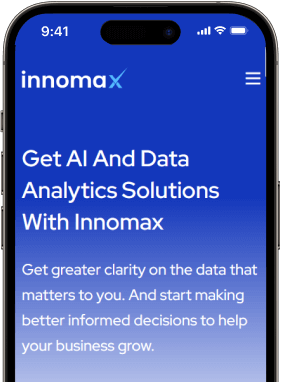 9:41
innomax
Get AI And Data
Analytics Solutions
With Innomax
Get greater clarity on the data that
matters to you. And start making
better informed decisions to help
your business grow.